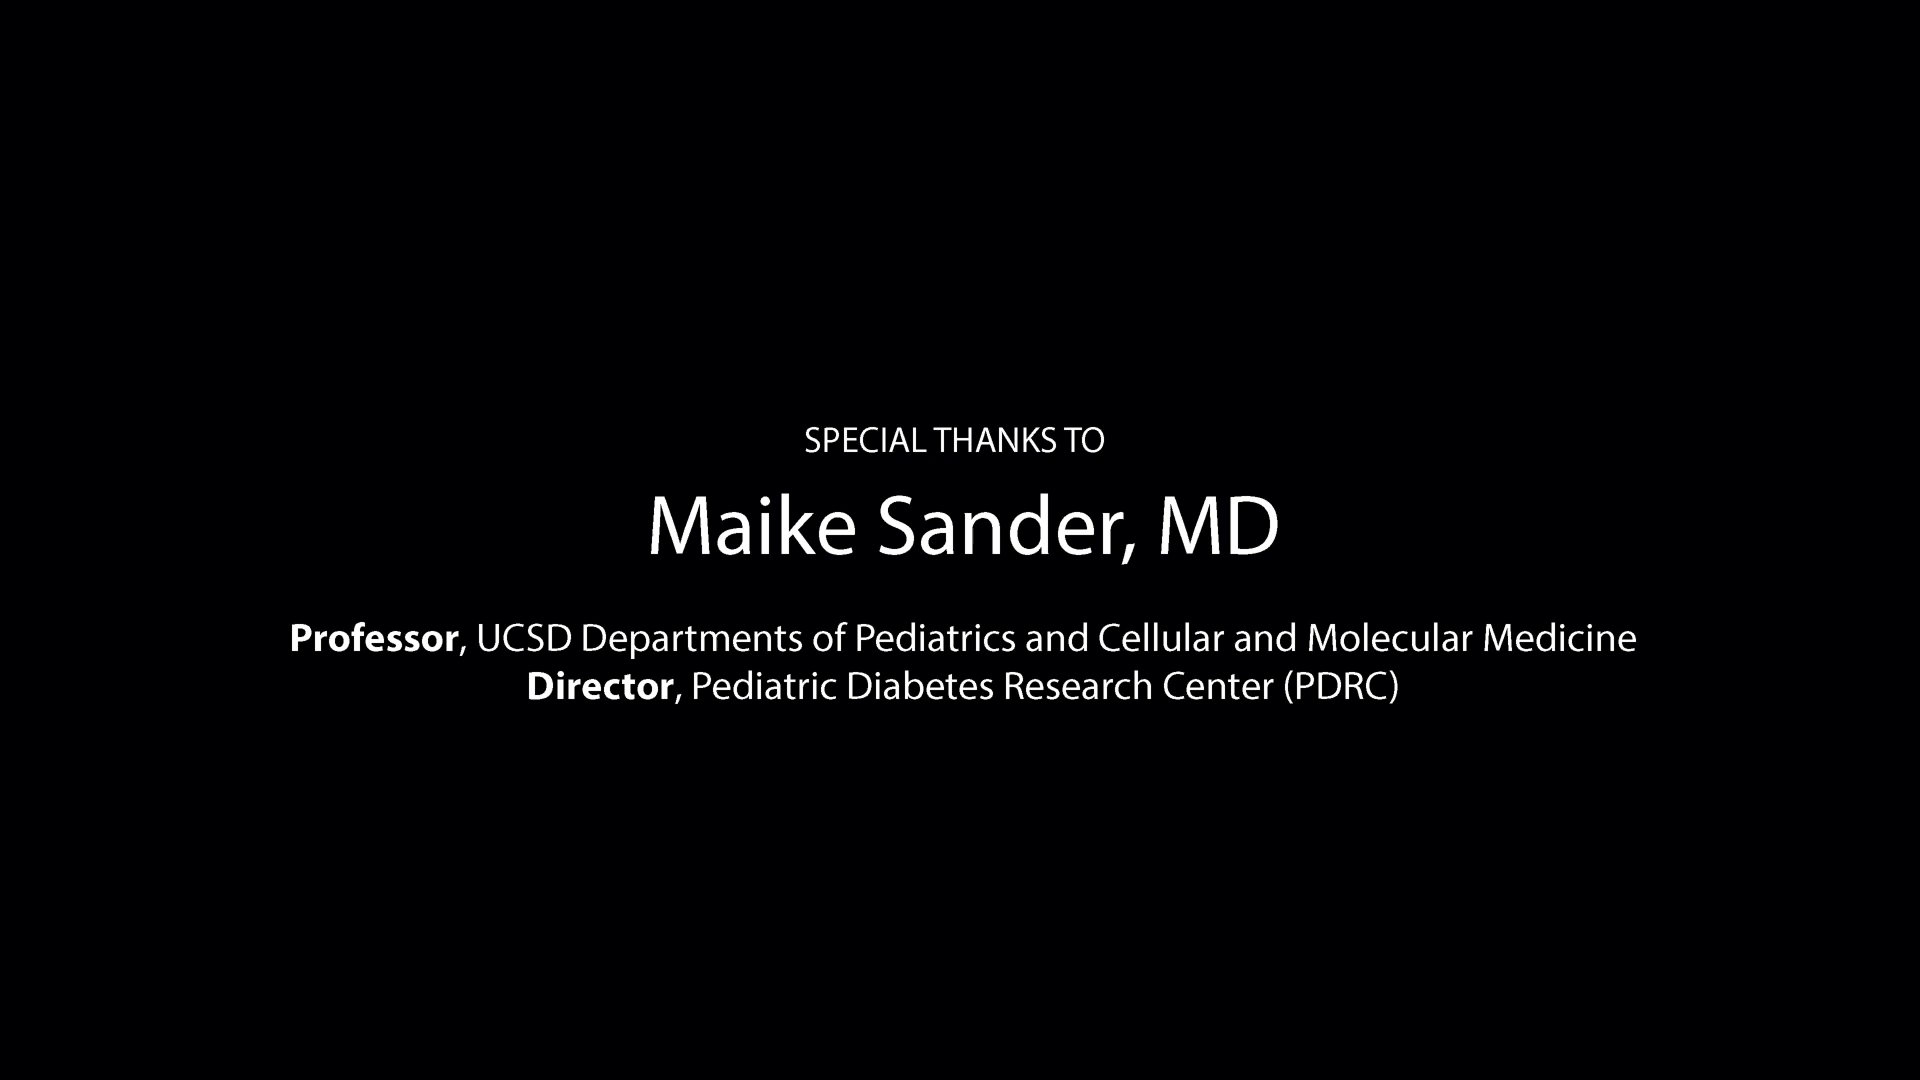 SPECIAL THANKS TO
Maike Sander, MD
Professor, UCSD Departments of Pediatrics and Cellular and Molecular Medicine
Director, Pediatric Diabetes Research Center (PDRC)